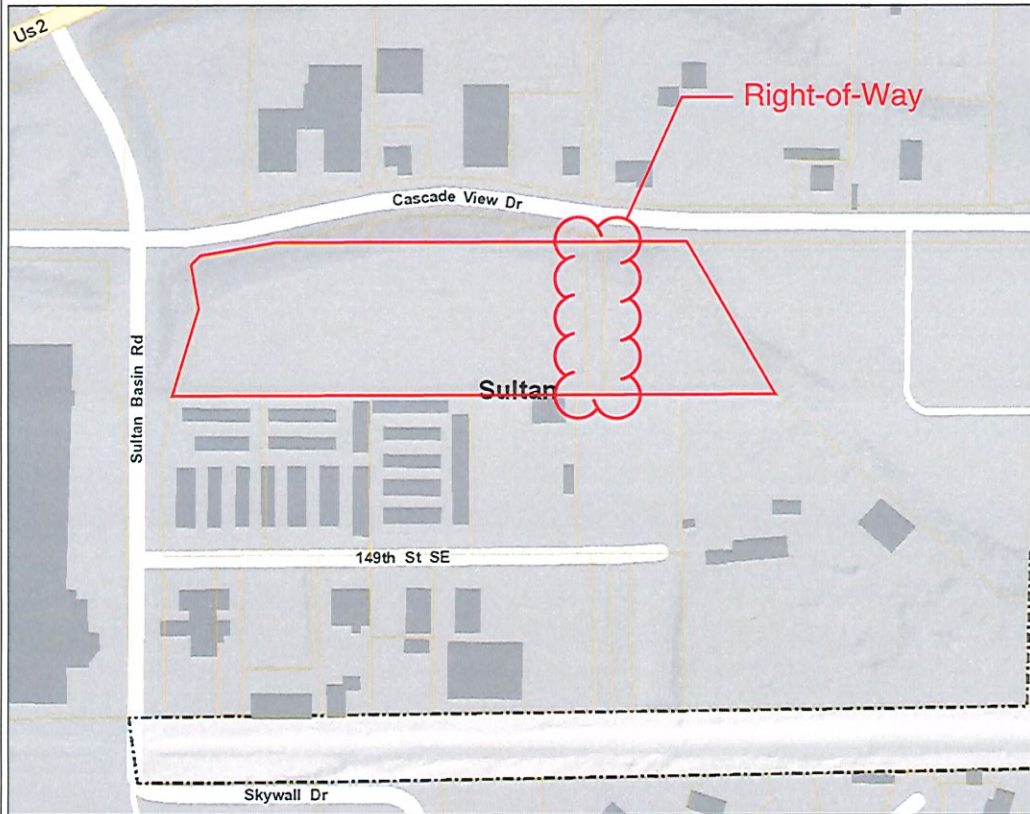 Us2
Right-of-Way
Cascade View Dr
Sultan Basin Rd
Sultan
149th St SE
Skywall Dr